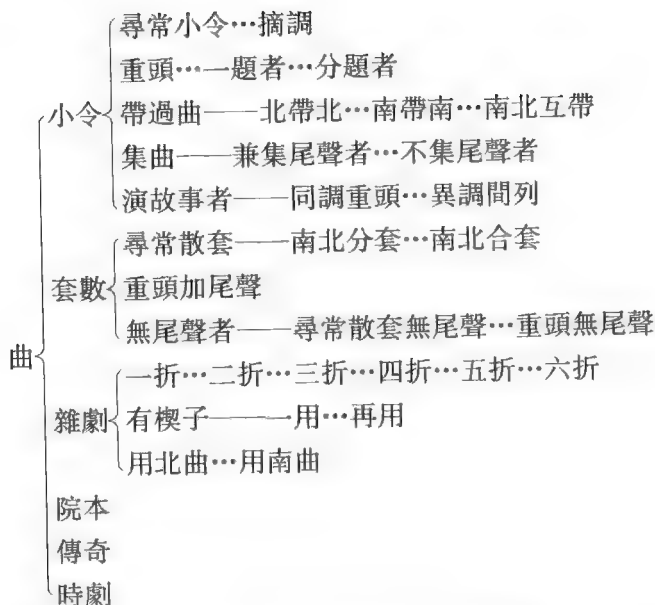 尋常小令…摘調
重頭…一題者…分題者
小令
帶過曲——北帶北…南帶南…南北互帶
集曲——兼集尾聲者…不集尾聲者
演故事者——同調重頭…異調間列
尋常散套——南北分套…南北合套
套數
重頭加尾聲
無尾聲者——尋常散套無尾聲…重頭無尾聲
曲
一折…二折…三折…四折…五折…六折
雜劇
有楔子——一用…再用
用北曲…用南曲
院本
傳奇
時劇